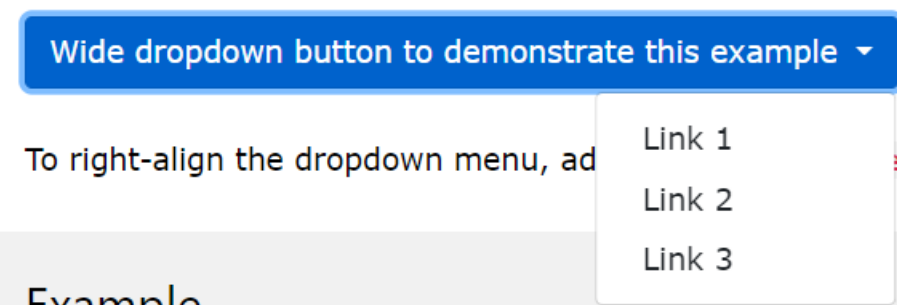 Wide dropdown button to demonstrate this example
Link 1
To right-align the dropdown menu, ad
Link 2
Link 3
Example